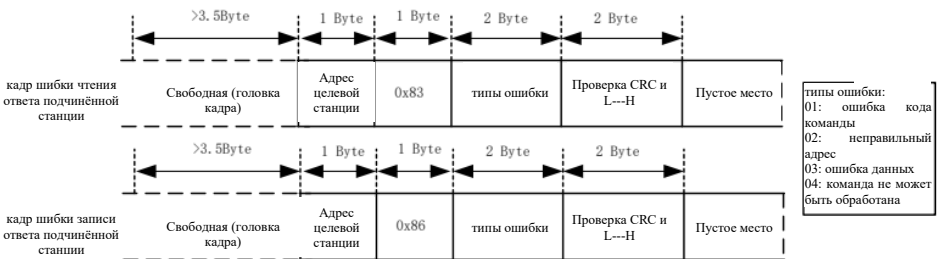 >3.5Byte
1 Byte
1 Byte
2 Byte
2 Byte
кадр шибки чтения
ответа подчинённой
станции
Свободная (головка
кадра)
Адрес
целевой
станции
0x83
типы ошибки
Проверка CRC и
L---H
Пустое место
>3.5Byte
1 Byte
1 Byte
2 Byte
2 Byte
кадр шибки записи
ответа подчинённой
станции
Свободная (головка
кадра)
Адрес
целевой
станции
0x86
типы ошибки
Проверка CRC и
L---H
Пустое место
типы ошибки:
01: ошибка кода
команды
02: неправильный
адрес
03: ошибка данных
04: команда не может
быть обработана